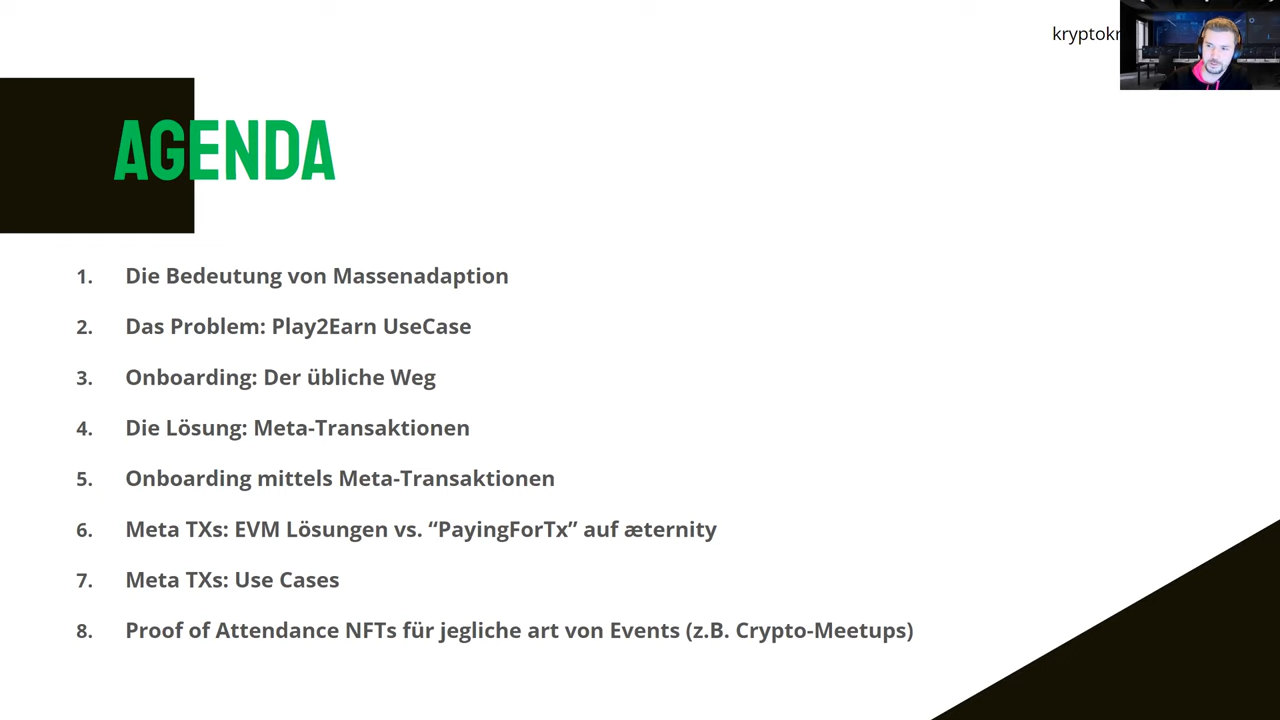 AGENDA
1. Die Bedeutung von Massenadaption
2. Das Problem: Play2Earn UseCase
3. Onboarding: Der übliche Weg
4. Die Lösung: Meta-Transaktionen
5. Onboarding mittels Meta-Transaktionen
6. Meta TXs: EVM Lösungen vs. “PayingForTx” auf æternity
7. Meta TXs: Use Cases
8. Proof of Attendance NFTs für jegliche art von Events (z.B. Crypto-Meetups)